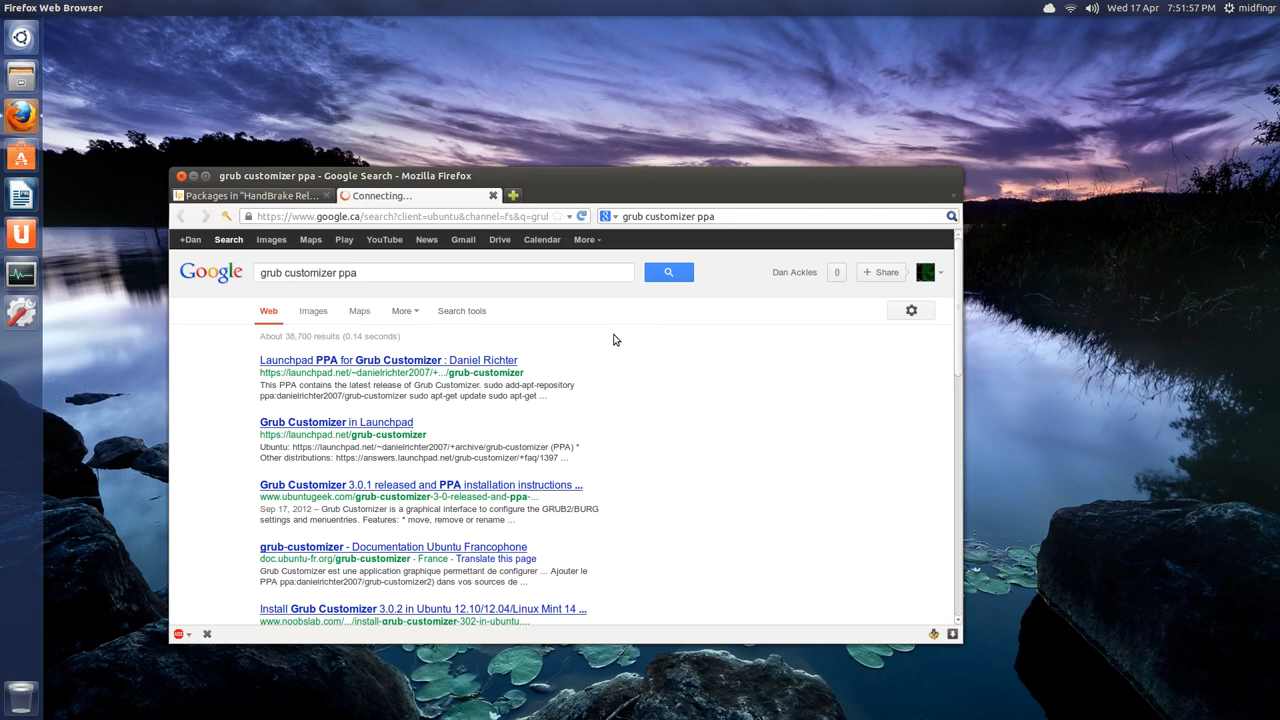 Firefox Web Browser
Wed 17 Apr 7:51:57 PM midfingr
grub customizer ppa - Google Search - Mozilla Firefox
Packages in “HandBrake Rel...
Connecting...
https://www.google.ca/search?client=ubuntu&channel=fs&q=grul
grub customizer ppa
+Dan Search Images Maps Play YouTube News Gmail Drive Calendar More
Google
grub customizer ppa
Dan Ackles 0 + Share
Web Images Maps More Search tools
About 38,700 results (0.14 seconds)
Launchpad PPA for Grub Customizer : Daniel Richter
https://launchpad.net/~danielrichter2007/+.../grub-customizer
This PPA contains the latest release of Grub Customizer. sudo add-apt-repository
ppa:danielrichter2007/grub-customizer sudo apt-get update sudo apt-get ...
Grub Customizer in Launchpad
https://launchpad.net/grub-customizer
Ubuntu: https://launchpad.net/~danielrichter2007/+archive/grub-customizer (PPA) *
Other distributions: https://answers.launchpad.net/grub-customizer/+faq/1397 ...
Grub Customizer 3.0.1 released and PPA installation instructions ...
www.ubuntugeek.com/grub-customizer-3-0-released-and-ppa-...
Sep 17, 2012 – Grub Customizer is a graphical interface to configure the GRUB2/BURG
settings and menuentries. Features: * move, remove or rename ...
grub-customizer - Documentation Ubuntu Francophone
doc.ubuntu-fr.org/grub-customizer - France - Translate this page
Grub Customizer est une application graphique permettant de configurer ... Ajouter le
PPA ppa:danielrichter2007/grub-customizer2) dans vos sources de ...
Install Grub Customizer 3.0.2 in Ubuntu 12.10/12.04/Linux Mint 14 ...
www.noobslab.com/.../install-grub-customizer-302-in-ubuntu....
ABP